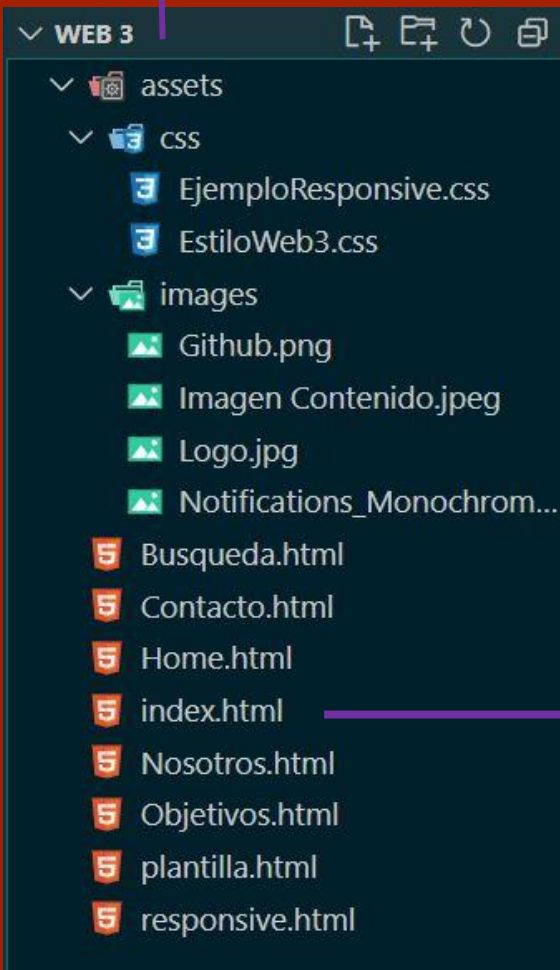 WEB 3
assets
css
EjemploResponsive.css
EstiloWeb3.css
images
Github.png
Imagen Contenido.jpeg
Logo.jpg
Notifications_Monochrom...
Busqueda.html
Contacto.html
Home.html
index.html
Nosotros.html
Objetivos.html
plantilla.html
responsive.html